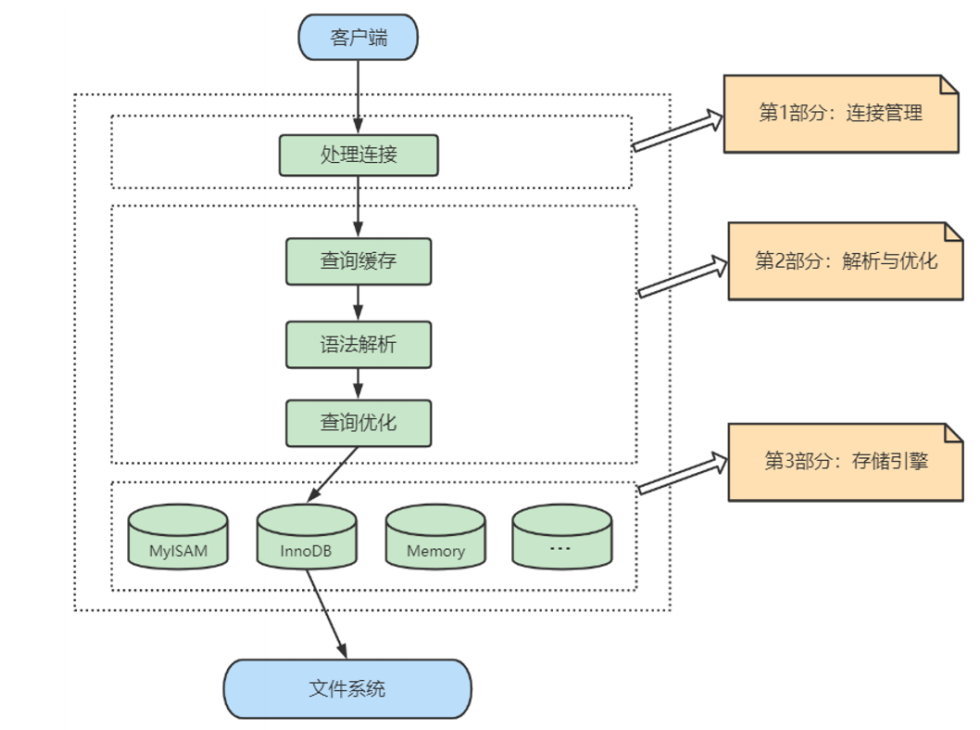 客户端
第1部分：连接管理
处理连接
查询缓存
第2部分：解析与优化
语法解析
查询优化
第3部分：存储引擎
MyISAM
InnoDB
Memory
...
文件系统